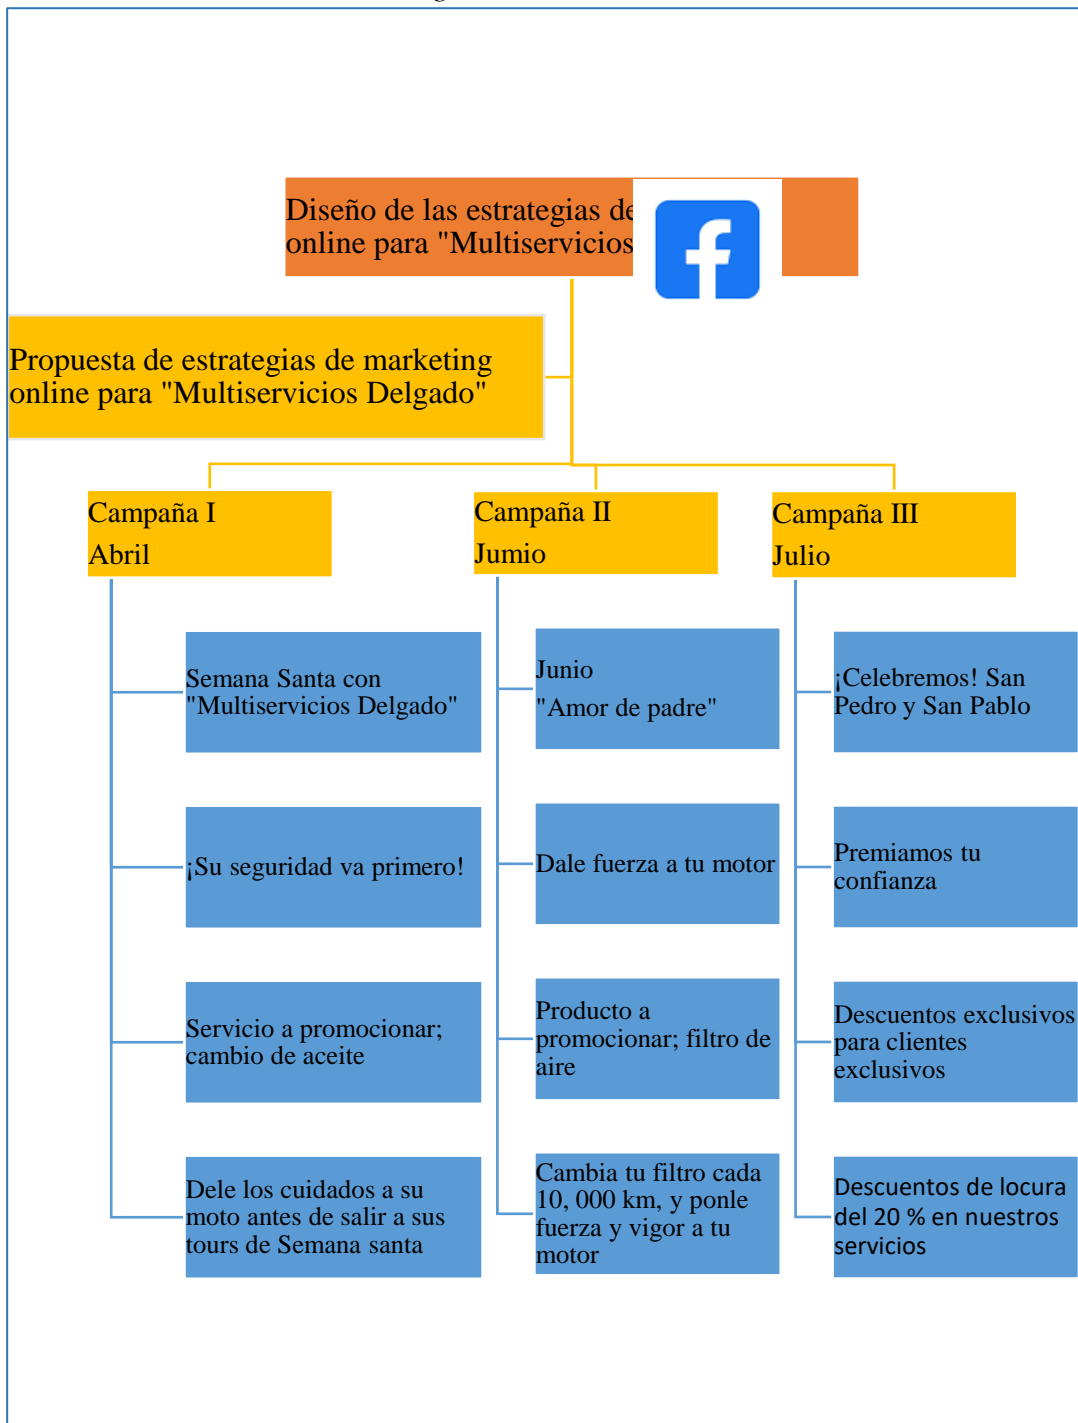 Diseño de las estrategias de
online para "Multiservicios
Propuesta de estrategias de marketing
online para "Multiservicios Delgado"
Campaña I
Abril
Semana Santa con
"Multiservicios Delgado"
¡Su seguridad va primero!
Servicio a promocionar;
cambio de aceite
Dele los cuidados a su
moto antes de salir a sus
tours de Semana santa
Campaña II
Jumio
Junio
"Amor de padre"
Dale fuerza a tu motor
Producto a
promocionar; filtro de
aire
Cambia tu filtro cada
10, 000 km, y ponle
fuerza y vigor a tu
motor
Campaña III
Julio
¡Celebremos! San
Pedro y San Pablo
Premiamos tu
confianza
Descuentos exclusivos
para clientes
exclusivos
Descuentos de locura
del 20 % en nuestros
servicios